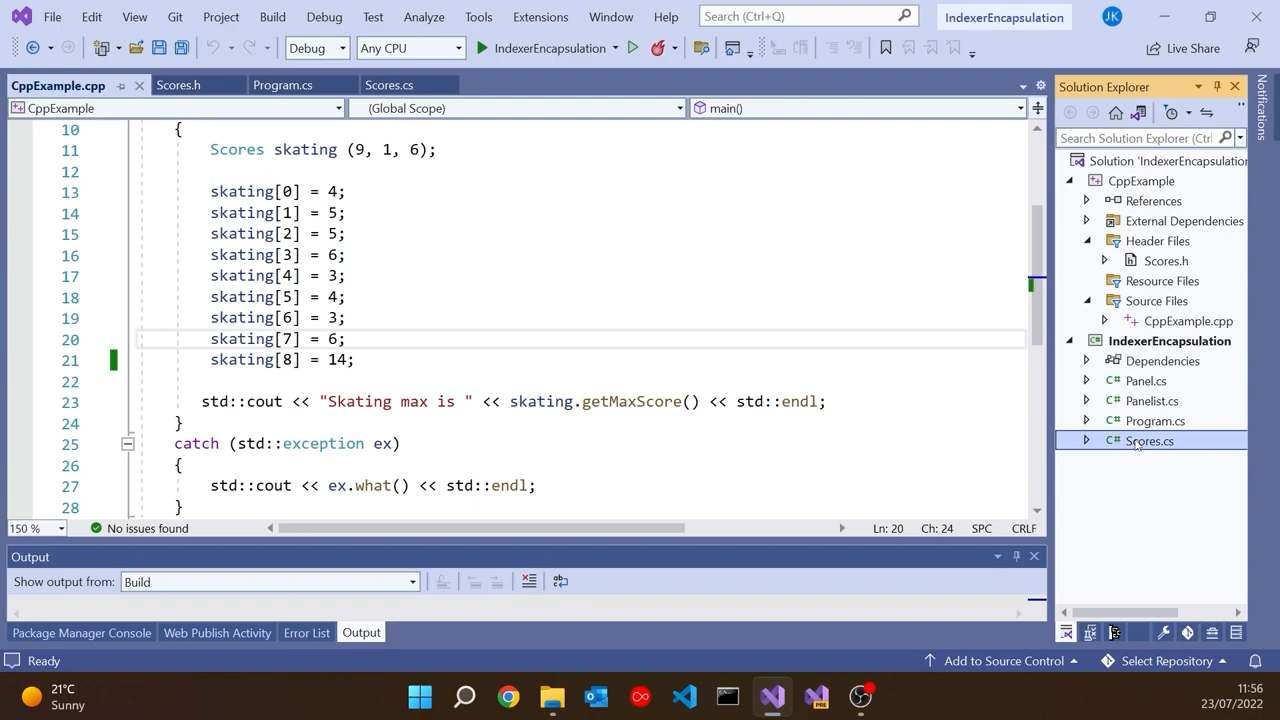 File Edit View Git Project Build Debug Test Analyze Tools Extensions Window Help Search (Ctrl+Q) IndexerEncapsulation JK
Debug Any CPU IndexerEncapsulation Live Share
CppExample.cpp Scores.h Program.cs Scores.cs
CppExample (Global Scope) main()
10 {
11 Scores skating (9, 1, 6);
12
13 skating[0] = 4;
14 skating[1] = 5;
15 skating[2] = 5;
16 skating[3] = 6;
17 skating[4] = 3;
18 skating[5] = 4;
19 skating[6] = 3;
20 skating[7] = 6;
21 skating[8] = 14;
22
23 std::cout << "Skating max is " << skating.getMaxScore() << std::endl;
24 }
25 catch (std::exception ex)
26 {
27 std::cout << ex.what() << std::endl;
28 }
150 % No issues found Ln: 20 Ch: 24 SPC CRLF
Output
Show output from: Build
Package Manager Console Web Publish Activity Error List Output
Solution Explorer
Search Solution Explorer (Ctrl
Solution 'IndexerEncapsulation
CppExample
References
External Dependencies
Header Files
Scores.h
Resource Files
Source Files
CppExample.cpp
IndexerEncapsulation
Dependencies
Panel.cs
Panelist.cs
Program.cs
Scores.cs
Notifications
Ready Add to Source Control Select Repository
21°C
Sunny
PRE
11:56
23/07/2022